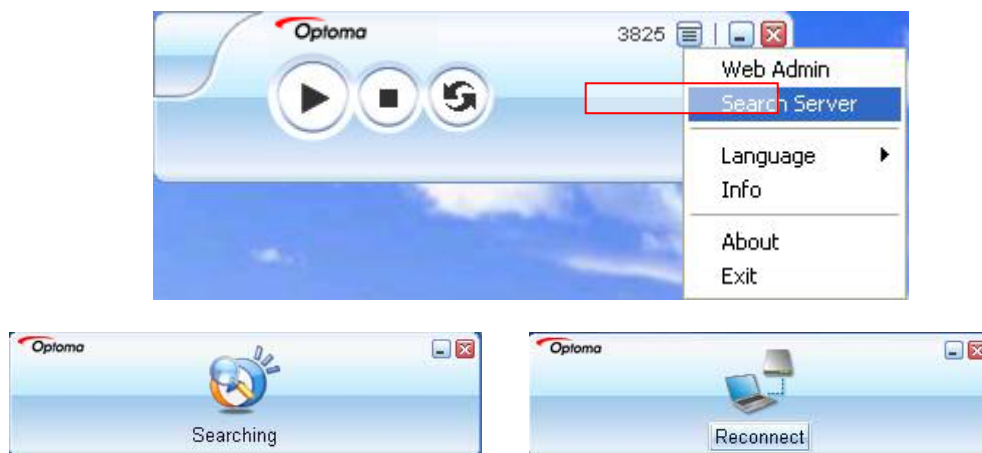 Optoma 3825
Web Admin
Search Server
Language
Info
About
Exit
Optoma
Searching
Optoma
Reconnect